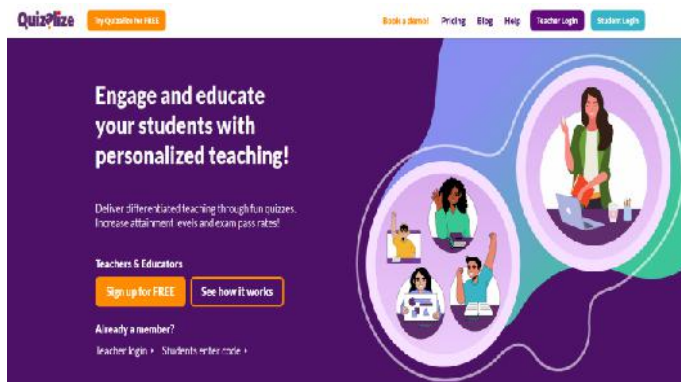 Quizalize
Try Quizalize for FREE
Book a demo! Pricing Blog Help Teacher Login Student Login
Engage and educate
your students with
personalized teaching!
Deliver differentiated teaching through fun quizzes.
Increase attainment levels and exam pass rates!
Teachers & Educators
Sign up for FREE See how it works
Already a member?
Teacher login › Students enter code ›